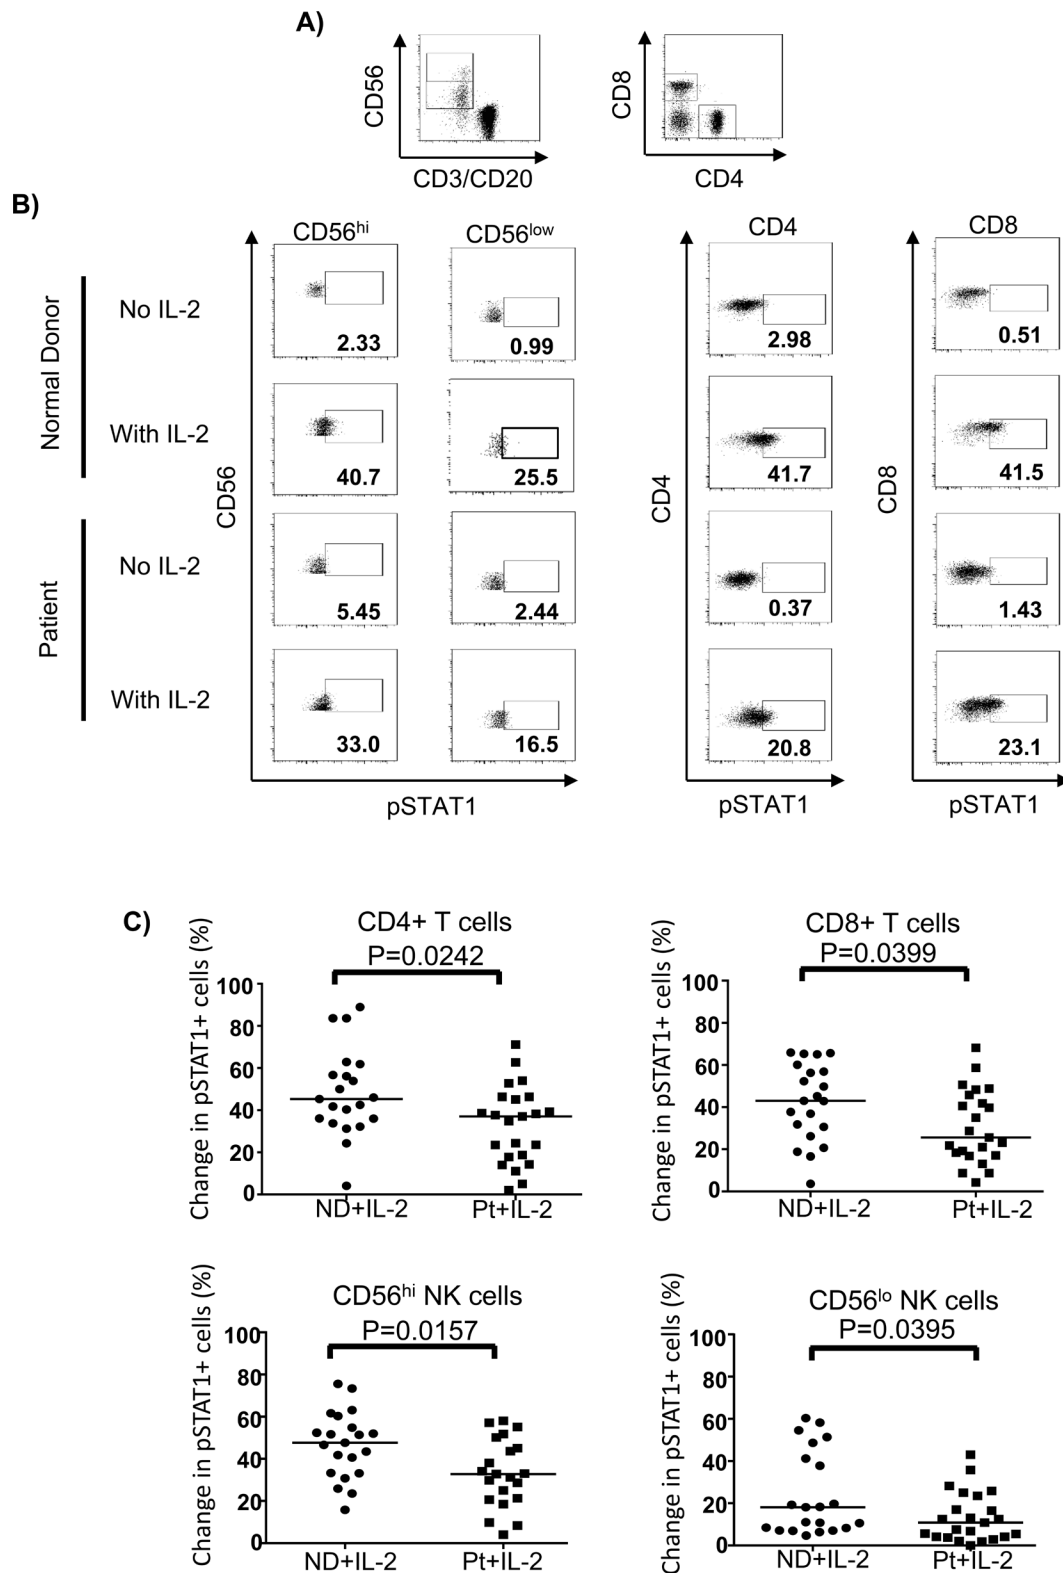 A)
CD56
CD3/CD20
CD8
CD4
B)
CD56hi
CD56low
CD4
CD8
Normal Donor
No IL-2
2.33
0.99
2.98
0.51
With IL-2
40.7
25.5
41.7
41.5
CD56
CD4
CD8
Patient
No IL-2
5.45
2.44
0.37
1.43
With IL-2
33.0
16.5
20.8
23.1
pSTAT1
pSTAT1
pSTAT1
C)
CD4+ T cells
P=0.0242
Change in pSTAT1+ cells (%)
100
80
60
40
20
0
ND+IL-2
Pt+IL-2
CD8+ T cells
P=0.0399
Change in pSTAT1+ cells (%)
100
80
60
40
20
0
ND+IL-2
Pt+IL-2
CD56hi NK cells
P=0.0157
Change in pSTAT1+ cells (%)
100
80
60
40
20
0
ND+IL-2
Pt+IL-2
CD56lo NK cells
P=0.0395
Change in pSTAT1+ cells (%)
100
80
60
40
20
0
ND+IL-2
Pt+IL-2